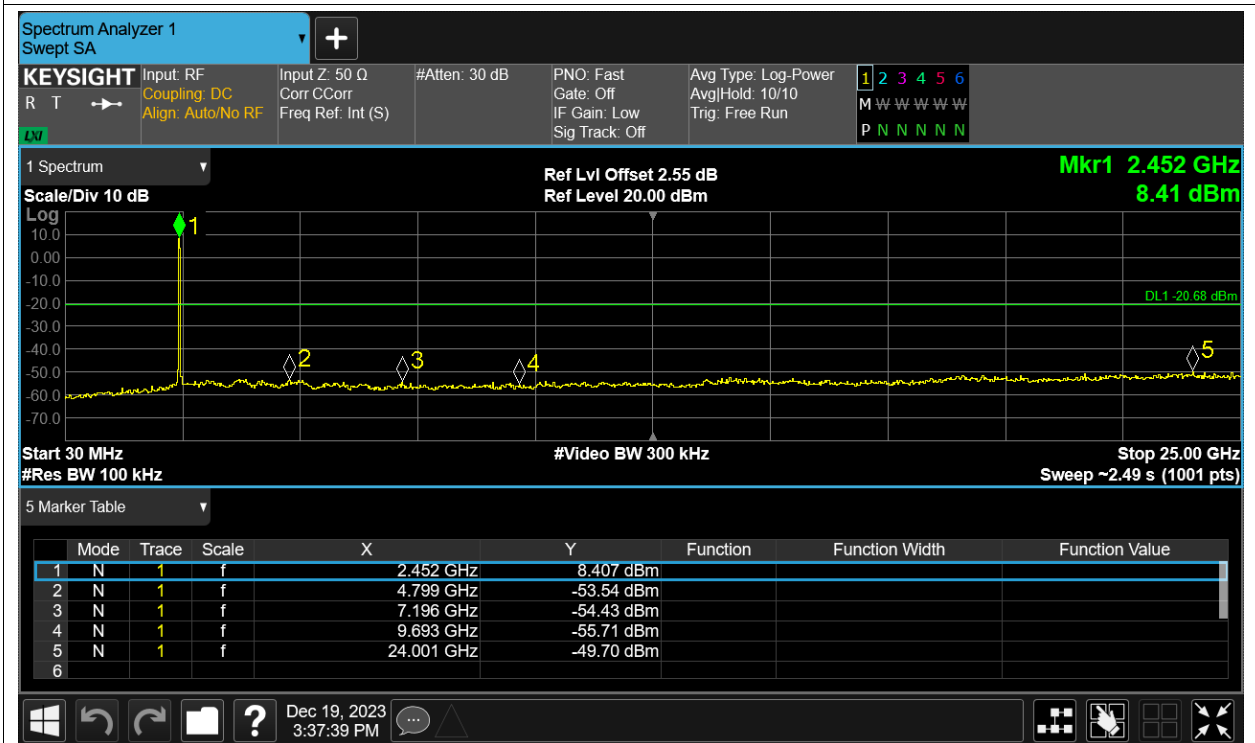 Spectrum Analyzer 1
Swept SA
KEYSIGHT Input: RF Input Z: 50 Ω #Atten: 30 dB PNO: Fast Avg Type: Log-Power 1 2 3 4 5 6
R T Coupling: DC Corr CCorr Gate: Off Avg|Hold: 10/10 M W W W W W W
Align: Auto/No RF Freq Ref: Int (S) IF Gain: Low Trig: Free Run
LXI Sig Track: Off P N N N N N N
1 Spectrum Ref Lvl Offset 2.55 dB Mkr1 2.452 GHz
Scale/Div 10 dB Ref Level 20.00 dBm 8.41 dBm
Log
1
10.0
0.00
-10.0
-20.0 DL1 -20.68 dBm
-30.0
-40.0
2 3 4 5
-50.0
-60.0
-70.0
Start 30 MHz #Video BW 300 kHz Stop 25.00 GHz
#Res BW 100 kHz Sweep ~2.49 s (1001 pts)
5 Marker Table
Mode Trace Scale X Y Function Function Width Function Value
1 N 1 f 2.452 GHz 8.407 dBm
2 N 1 f 4.799 GHz -53.54 dBm
3 N 1 f 7.196 GHz -54.43 dBm
4 N 1 f 9.693 GHz -55.71 dBm
5 N 1 f 24.001 GHz -49.70 dBm
6
? Dec 19, 2023
3:37:39 PM